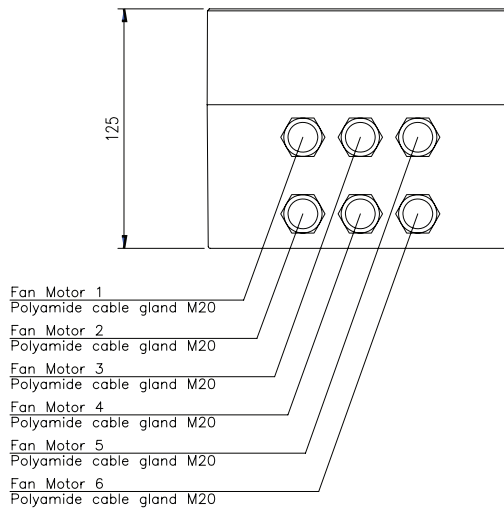 125
Fan Motor 1
Polyamide cable gland M20
Fan Motor 2
Polyamide cable gland M20
Fan Motor 3
Polyamide cable gland M20
Fan Motor 4
Polyamide cable gland M20
Fan Motor 5
Polyamide cable gland M20
Fan Motor 6
Polyamide cable gland M20